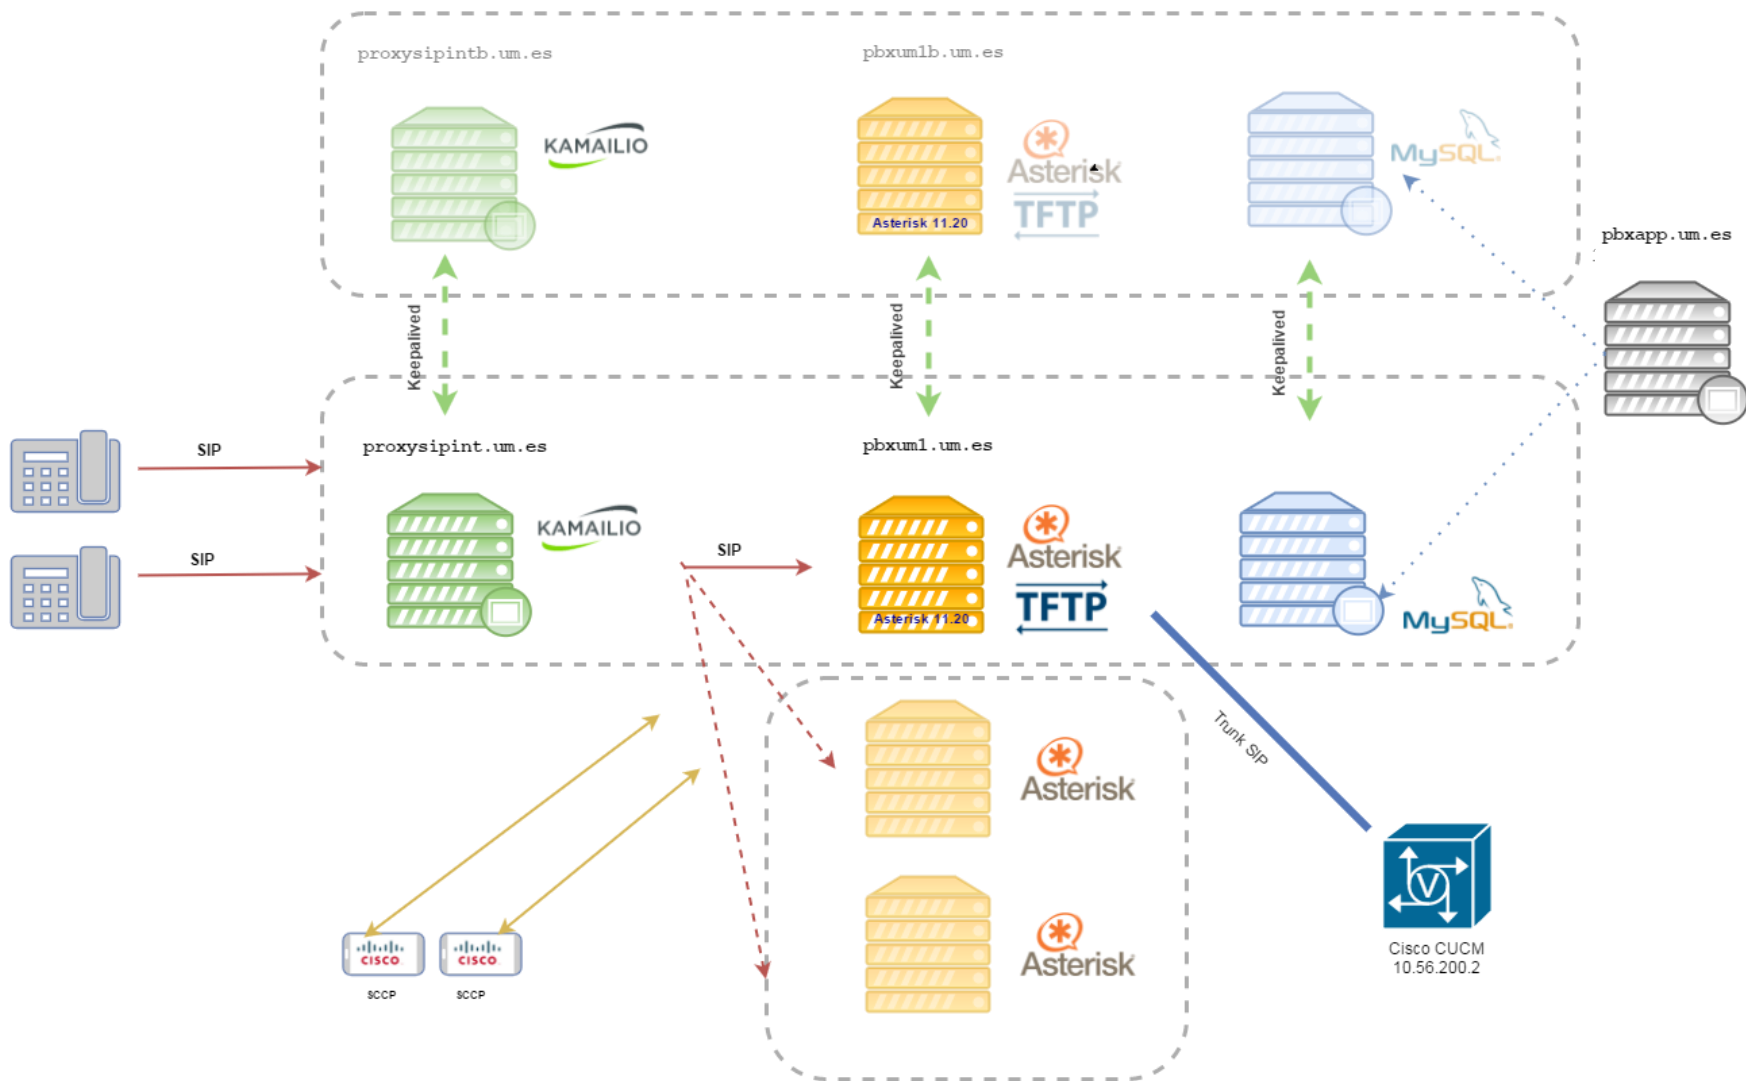 proxysipintb.um.es
pbxum1b.um.es
KAMAILIO
Asterisk
TFTP
Asterisk 11.20
MySQL
pbxapp.um.es
Keepalived
Keepalived
Keepalived
proxysipint.um.es
pbxum1.um.es
SIP
SIP
KAMAILIO
SIP
Asterisk
TFTP
Asterisk 11.20
MySQL
Trunk SIP
Asterisk
Asterisk
V
Cisco CUCM
10.56.200.2
CISCO
CISCO
SCCP
SCCP